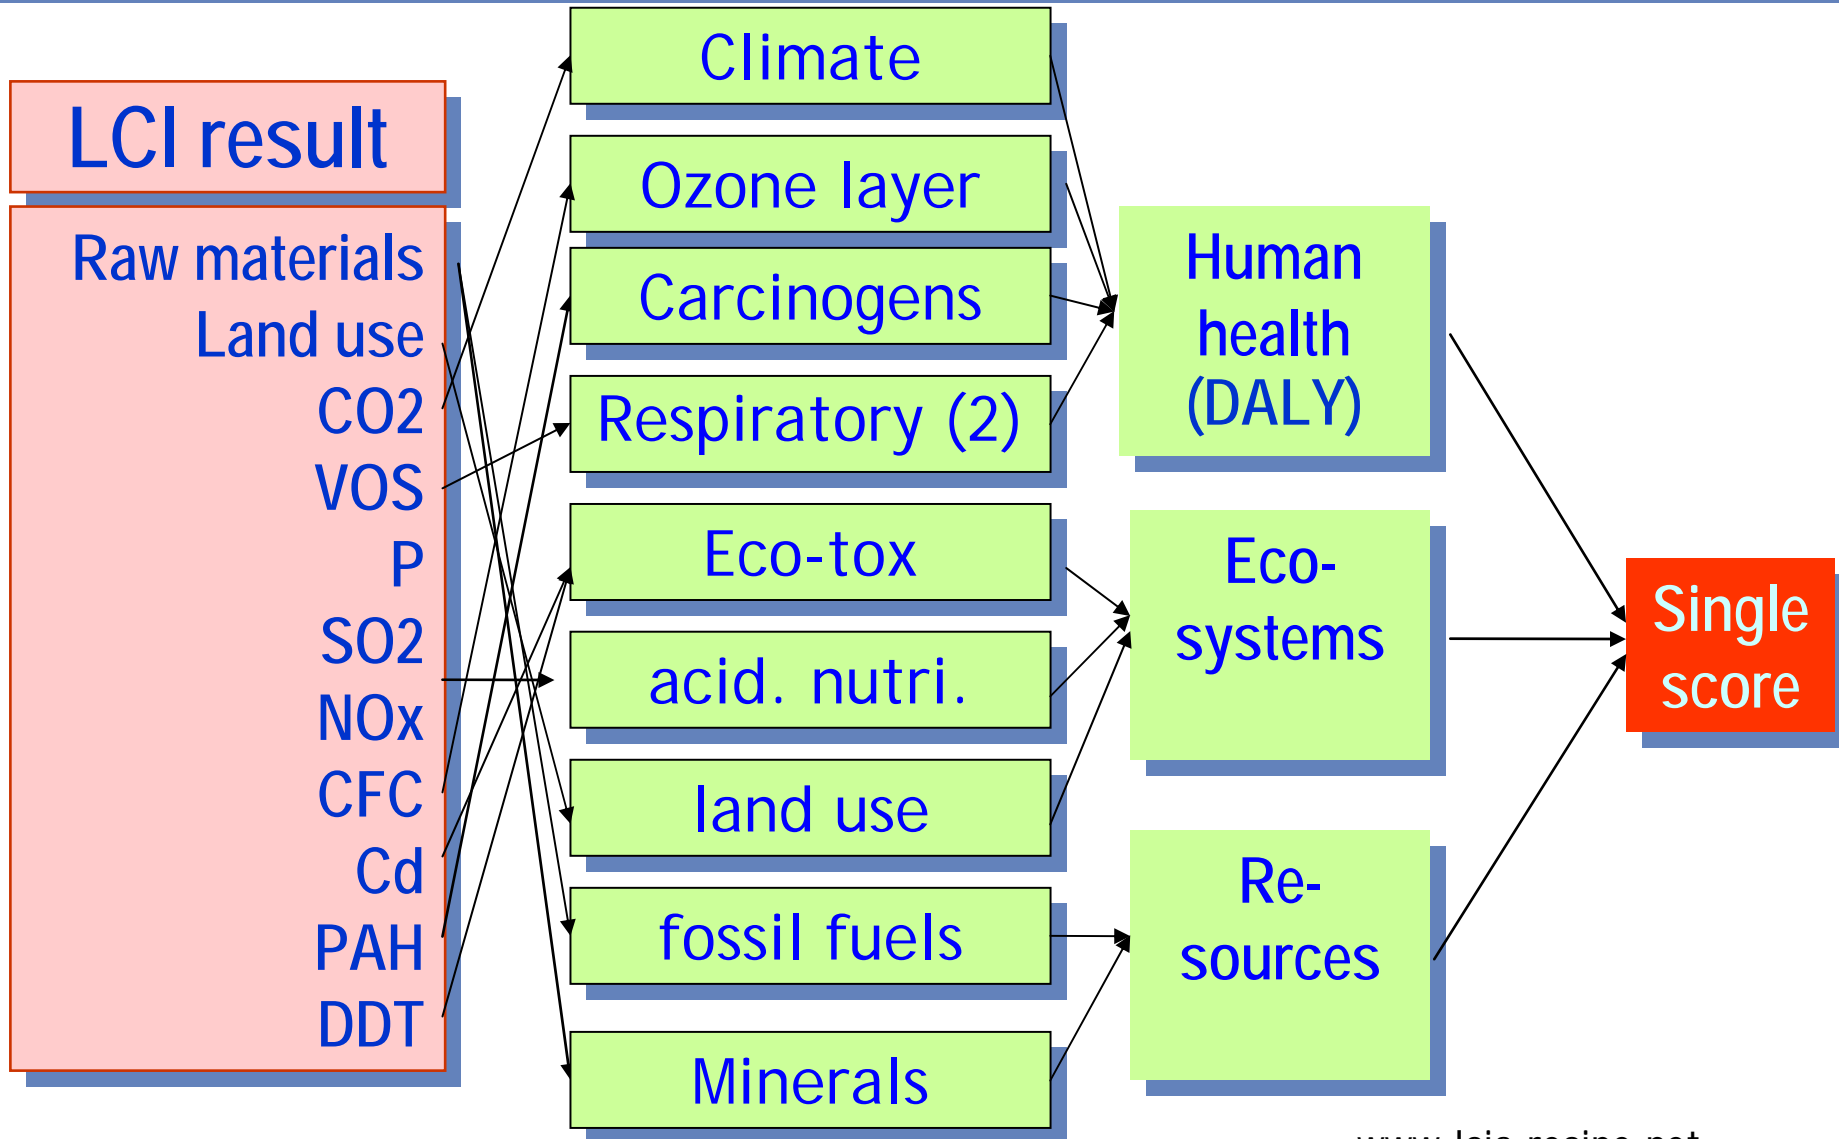 LCI result
Raw materials
Land use
CO2
VOS
P
SO2
NOx
CFC
Cd
PAH
DDT
Climate
Ozone layer
Carcinogens
Respiratory (2)
Eco-tox
acid. nutri.
land use
fossil fuels
Minerals
Human
health
(DALY)
Eco-
systems
Re-
sources
Single
score